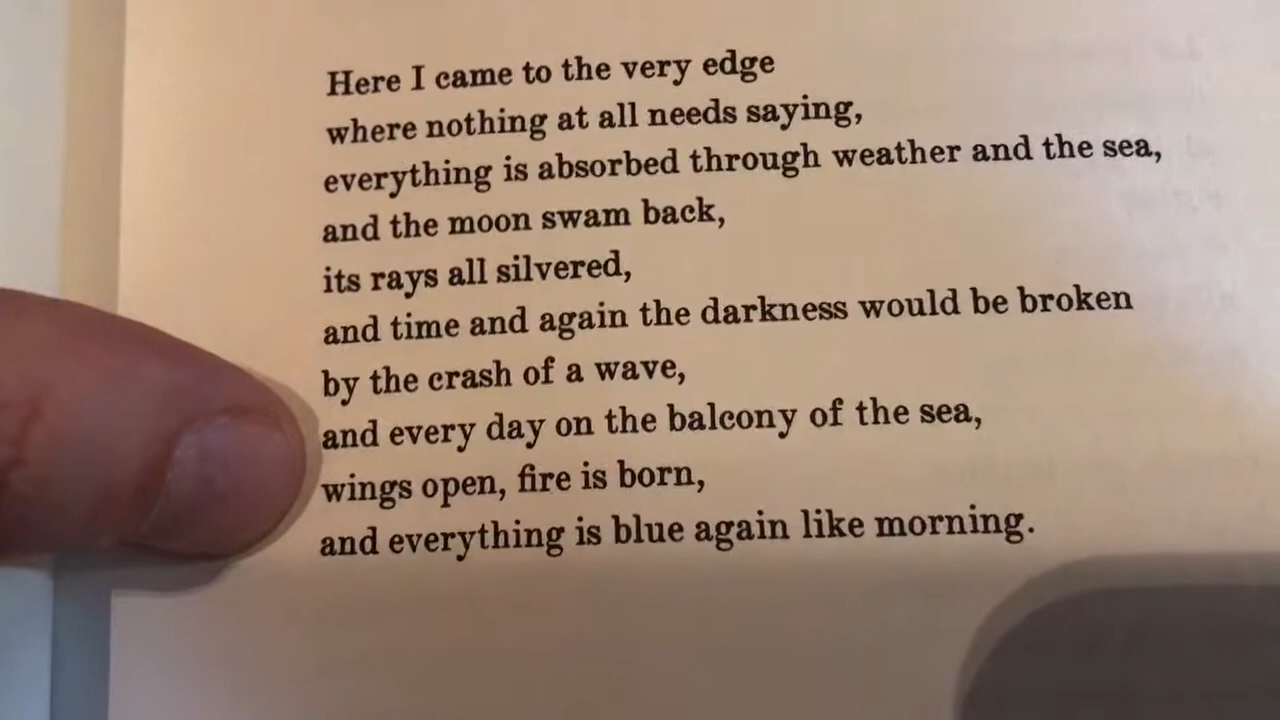 Here I came to the very edge
where nothing at all needs saying,
everything is absorbed through weather and the sea,
and the moon swam back,
its rays all silvered,
and time and again the darkness would be broken
by the crash of a wave,
and every day on the balcony of the sea,
wings open, fire is born,
and everything is blue again like morning.